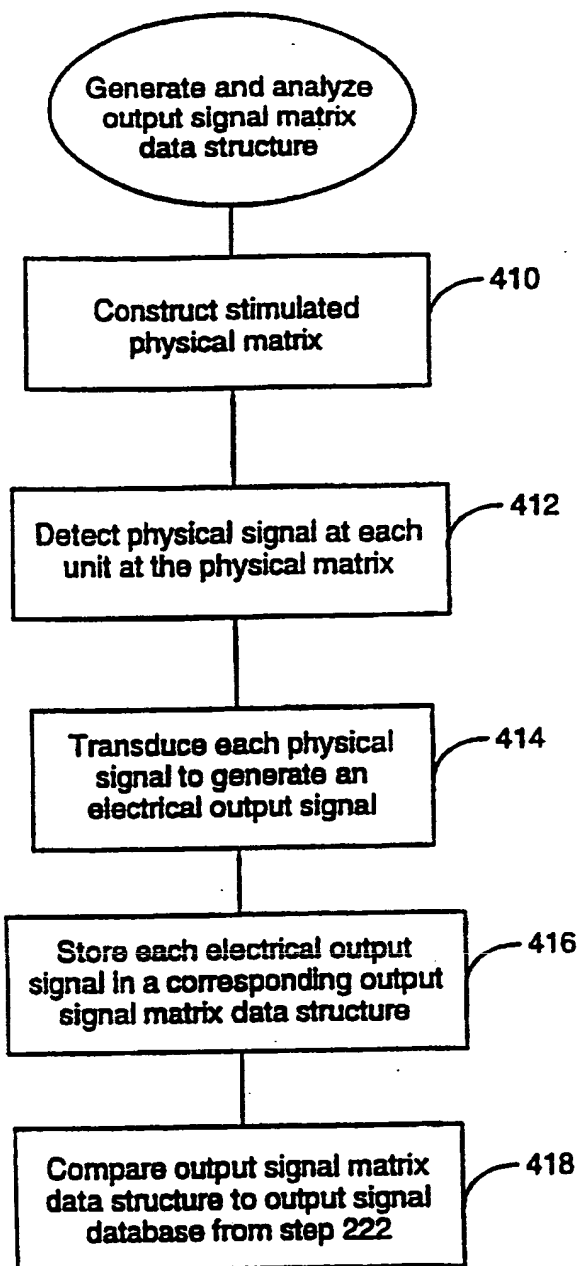 Generate and analyze
output signal matrix
data structure
410
Construct stimulated
physical matrix
412
Detect physical signal at each
unit at the physical matrix
414
Transduce each physical
signal to generate an
electrical output signal
416
Store each electrical output
signal in a corresponding output
signal matrix data structure
418
Compare output signal matrix
data structure to output signal
database from step 222